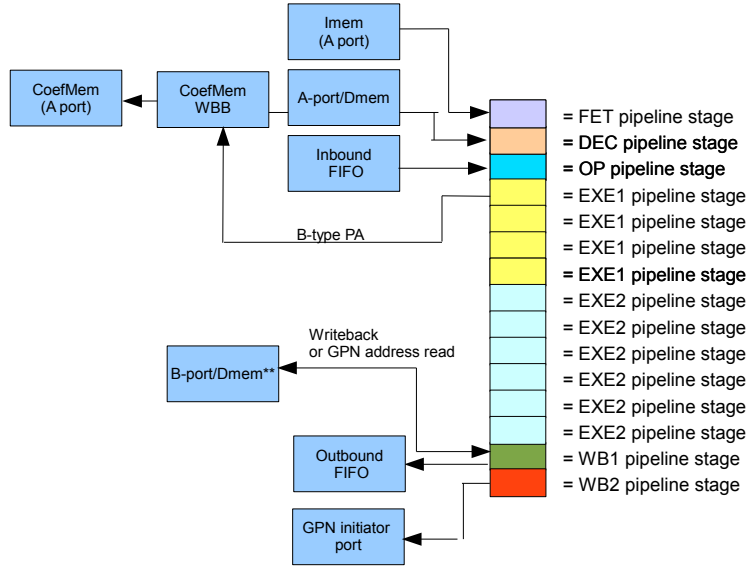 Imem
(A port)
CoefMem
(A port)
CoefMem
WBB
A-port/Dmem
Inbound
FIFO
B-type PA
Writeback
or GPN address read
B-port/Dmem**
Outbound
FIFO
GPN initiator
port
= FET pipeline stage
= DEC pipeline stage
= OP pipeline stage
= EXE1 pipeline stage
= EXE1 pipeline stage
= EXE1 pipeline stage
= EXE1 pipeline stage
= EXE2 pipeline stage
= EXE2 pipeline stage
= EXE2 pipeline stage
= EXE2 pipeline stage
= EXE2 pipeline stage
= EXE2 pipeline stage
= WB1 pipeline stage
= WB2 pipeline stage